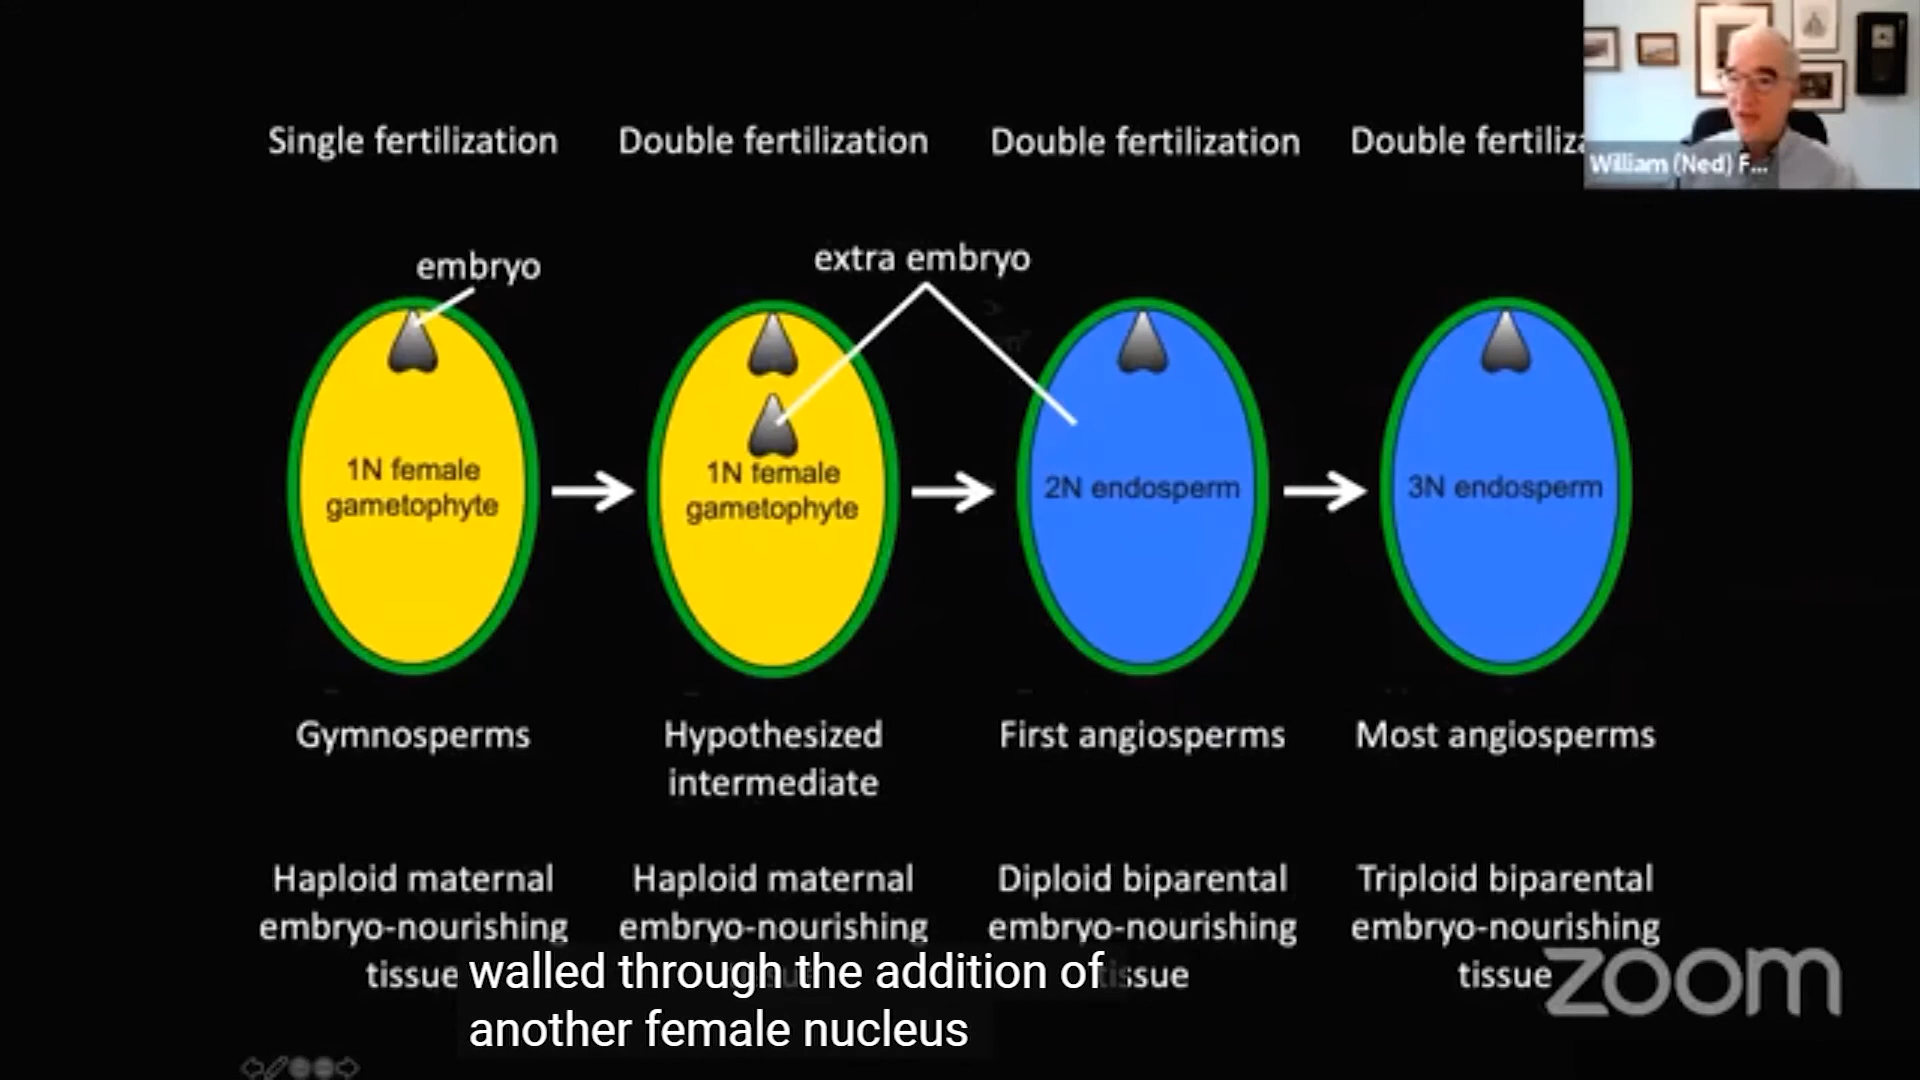 Single fertilization
Double fertilization
Double fertilization
Double fertiliza
William (Ned) F...
embryo
extra embryo
1N female
gametophyte
1N female
gametophyte
2N endosperm
3N endosperm
Gymnosperms
Hypothesized
intermediate
First angiosperms
Most angiosperms
Haploid maternal
embryo-nourishing
tissue
Haploid maternal
embryo-nourishing
Diploid biparental
embryo-nourishing
issue
Triploid biparental
embryo-nourishing
tissue
walled through the addition of
another female nucleus
zoom